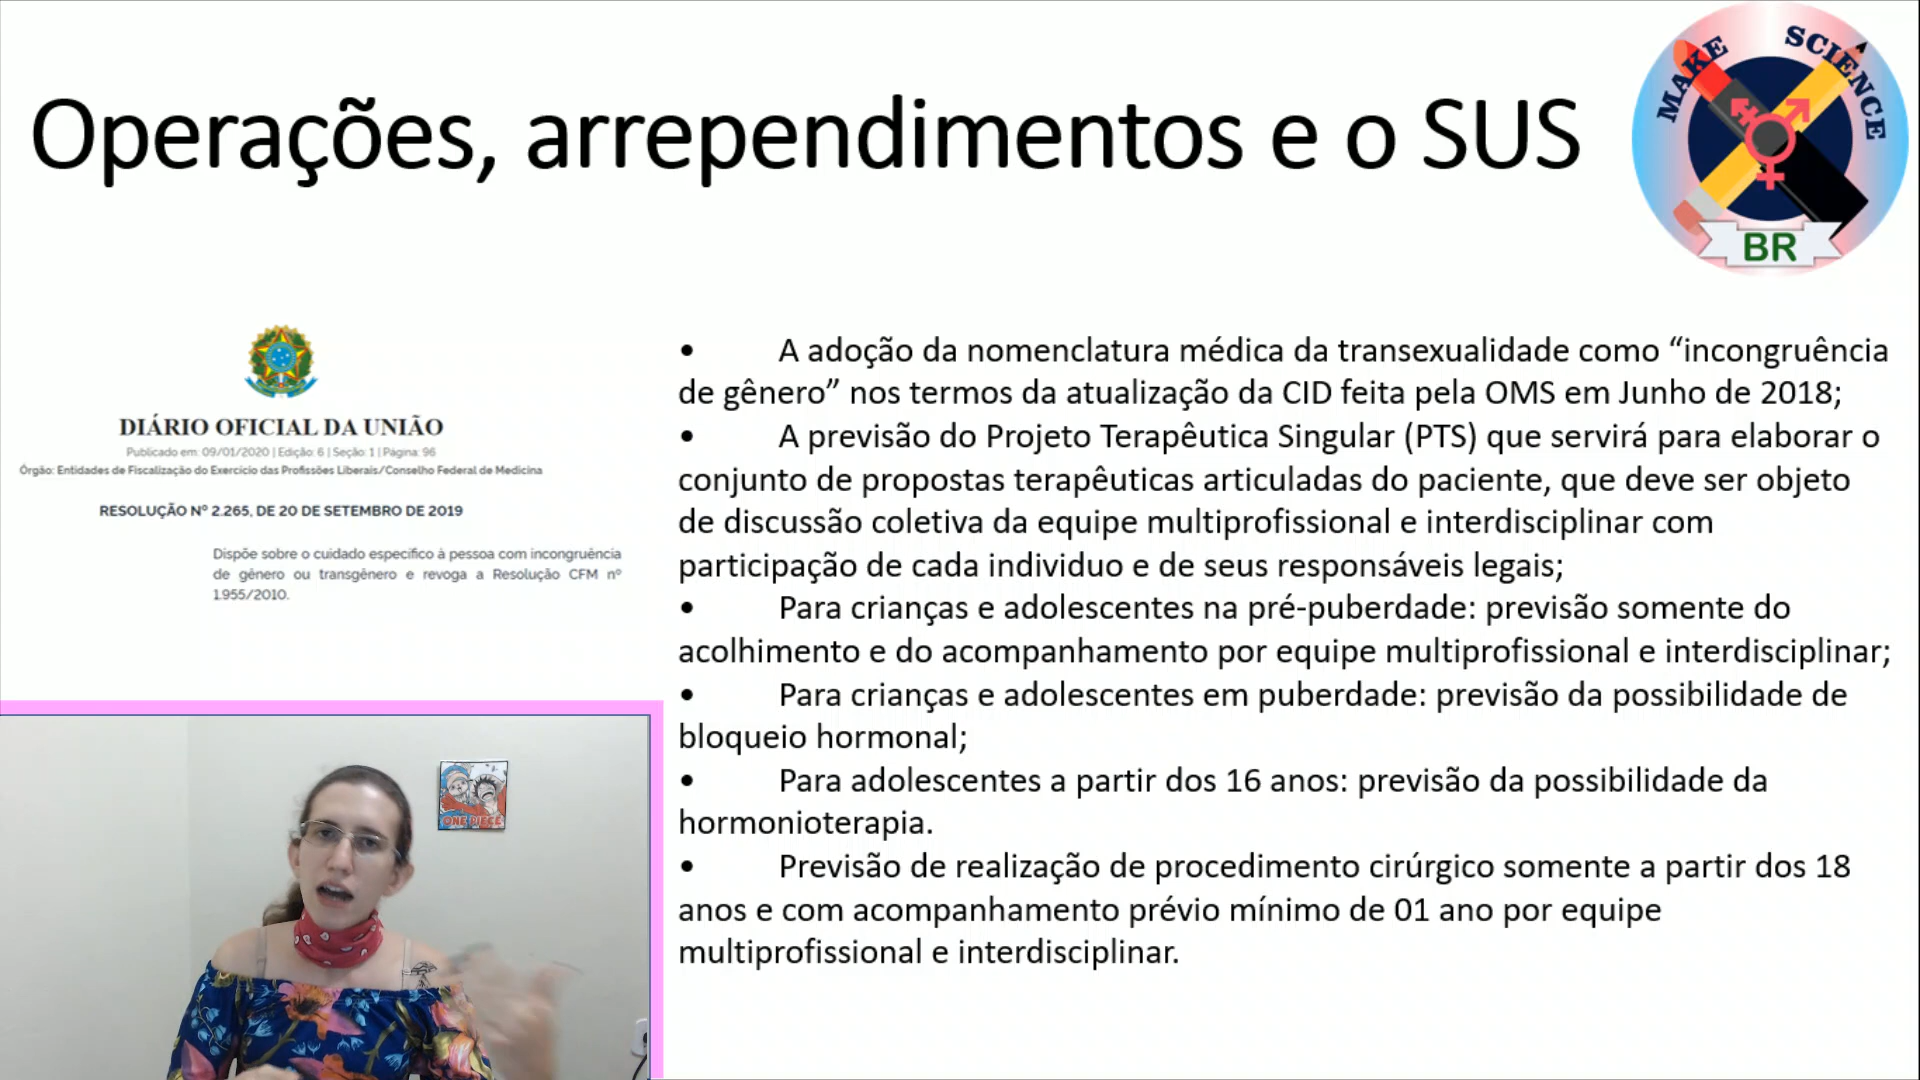 Operações, arrependimentos e o SUS
MAKE SCIENCE
BR
DIÁRIO OFICIAL DA UNIÃO
Publicado em: 09/01/2020 | Edição: 6 | Seção: 1 | Página: 96
Órgão: Entidades de Fiscalização do Exercício das Profissões Liberais/Conselho Federal de Medicina
RESOLUÇÃO Nº 2.265, DE 20 DE SETEMBRO DE 2019
Dispõe sobre o cuidado específico à pessoa com incongruência
de gênero ou transgênero e revoga a Resolução CFM nº
1.955/2010.
• A adoção da nomenclatura médica da transexualidade como “incongruência
de gênero” nos termos da atualização da CID feita pela OMS em Junho de 2018;
• A previsão do Projeto Terapêutica Singular (PTS) que servirá para elaborar o
conjunto de propostas terapêuticas articuladas do paciente, que deve ser objeto
de discussão coletiva da equipe multiprofissional e interdisciplinar com
participação de cada individuo e de seus responsáveis legais;
• Para crianças e adolescentes na pré-puberdade: previsão somente do
acolhimento e do acompanhamento por equipe multiprofissional e interdisciplinar;
• Para crianças e adolescentes em puberdade: previsão da possibilidade de
bloqueio hormonal;
• Para adolescentes a partir dos 16 anos: previsão da possibilidade da
hormonioterapia.
• Previsão de realização de procedimento cirúrgico somente a partir dos 18
anos e com acompanhamento prévio mínimo de 01 ano por equipe
multiprofissional e interdisciplinar.
ONE PIECE